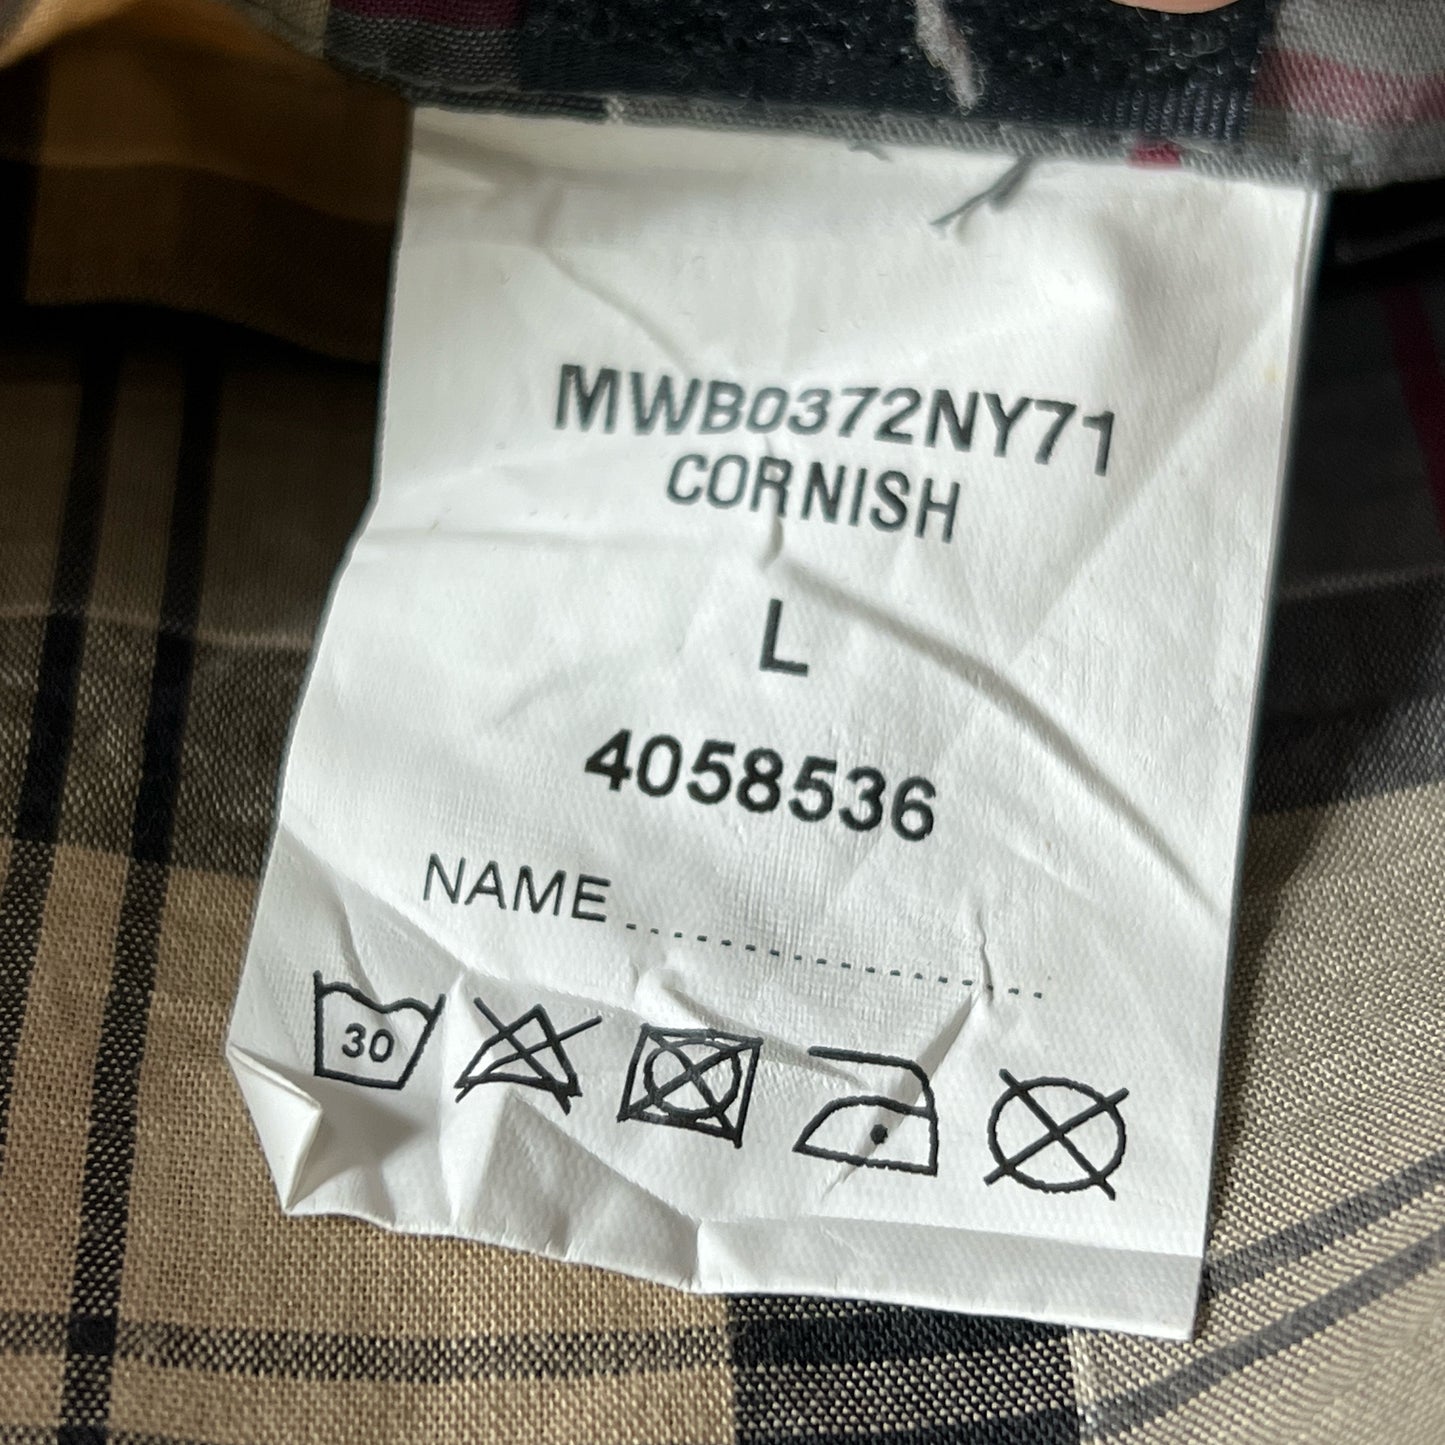 MWB0372NY71
CORNISH
L
4058536
NAME....................................
30